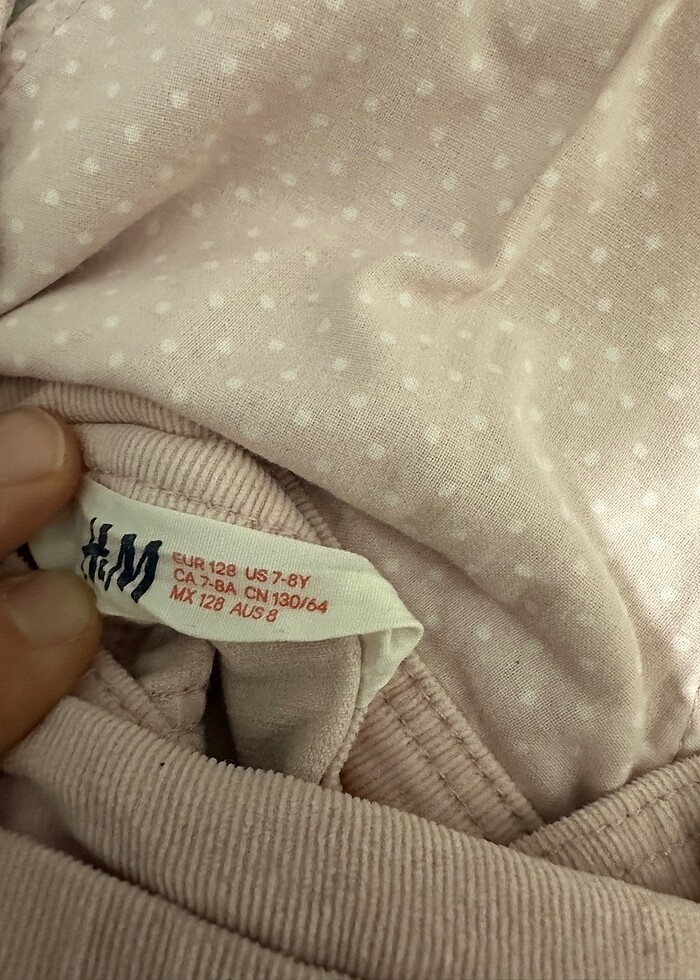 H&M
EUR 128 US 7-8Y
CA 7-8A CN 130/64
MX 128 AUS 8